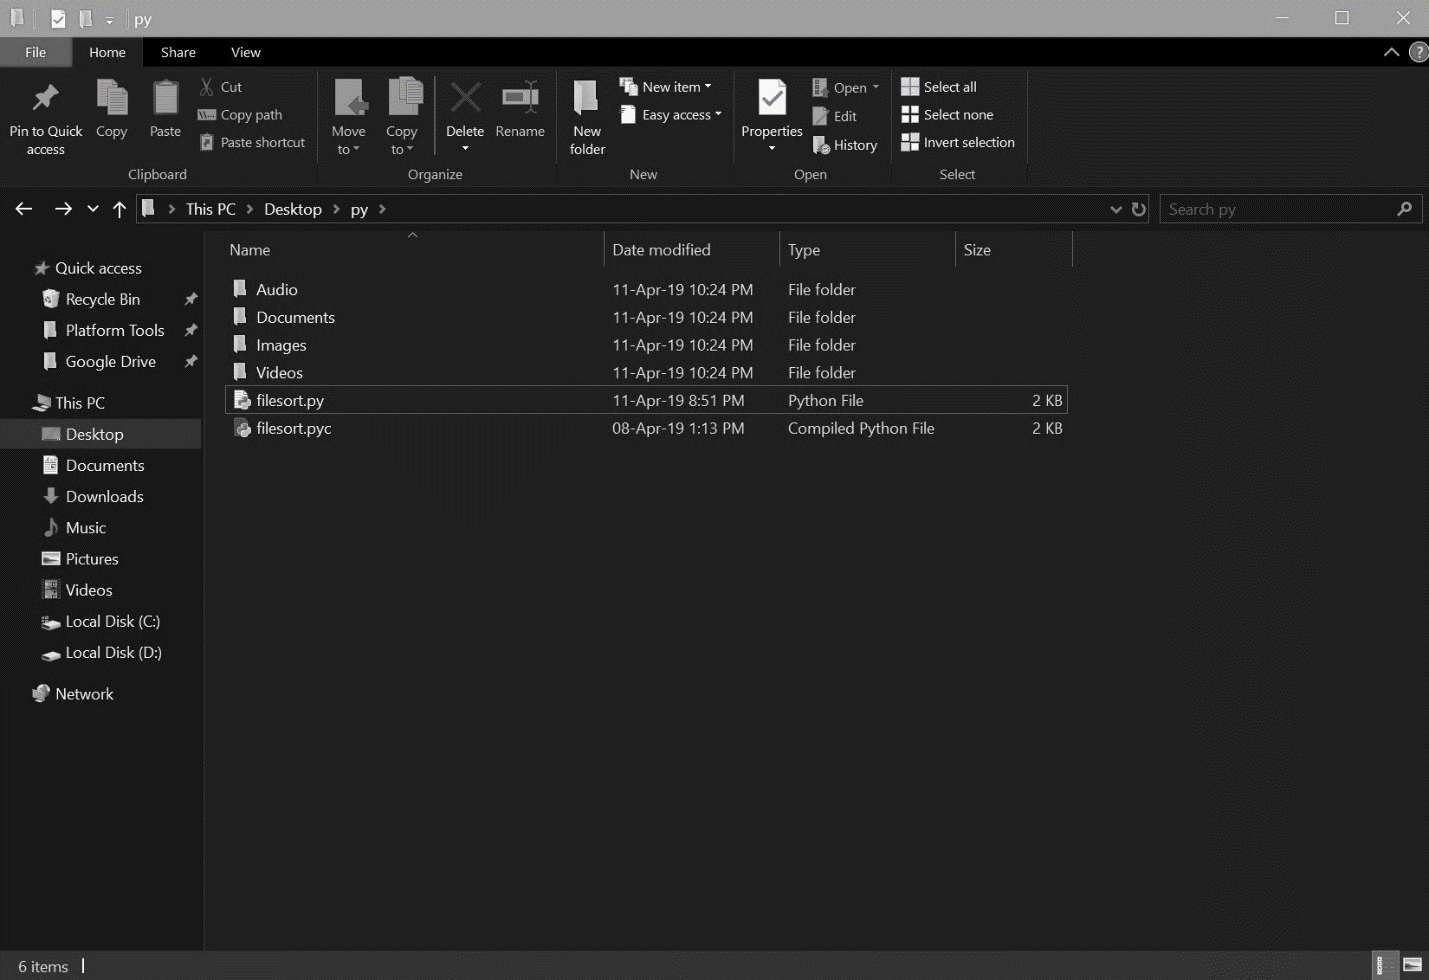 py
File Home Share View
Pin to Quick access
Copy
Paste
Cut
Copy path
Paste shortcut
Clipboard
Move to
Copy to
Delete
Rename
Organize
New folder
New item
Easy access
New
Properties
Open
Edit
History
Open
Select all
Select none
Invert selection
Select
This PC > Desktop > py >
Search py
Quick access
Recycle Bin
Platform Tools
Google Drive
This PC
Desktop
Documents
Downloads
Music
Pictures
Videos
Local Disk (C:)
Local Disk (D:)
Network
Name Date modified Type Size
Audio 11-Apr-19 10:24 PM File folder
Documents 11-Apr-19 10:24 PM File folder
Images 11-Apr-19 10:24 PM File folder
Videos 11-Apr-19 10:24 PM File folder
filesort.py 11-Apr-19 8:51 PM Python File 2 KB
filesort.pyc 08-Apr-19 1:13 PM Compiled Python File 2 KB
6 items